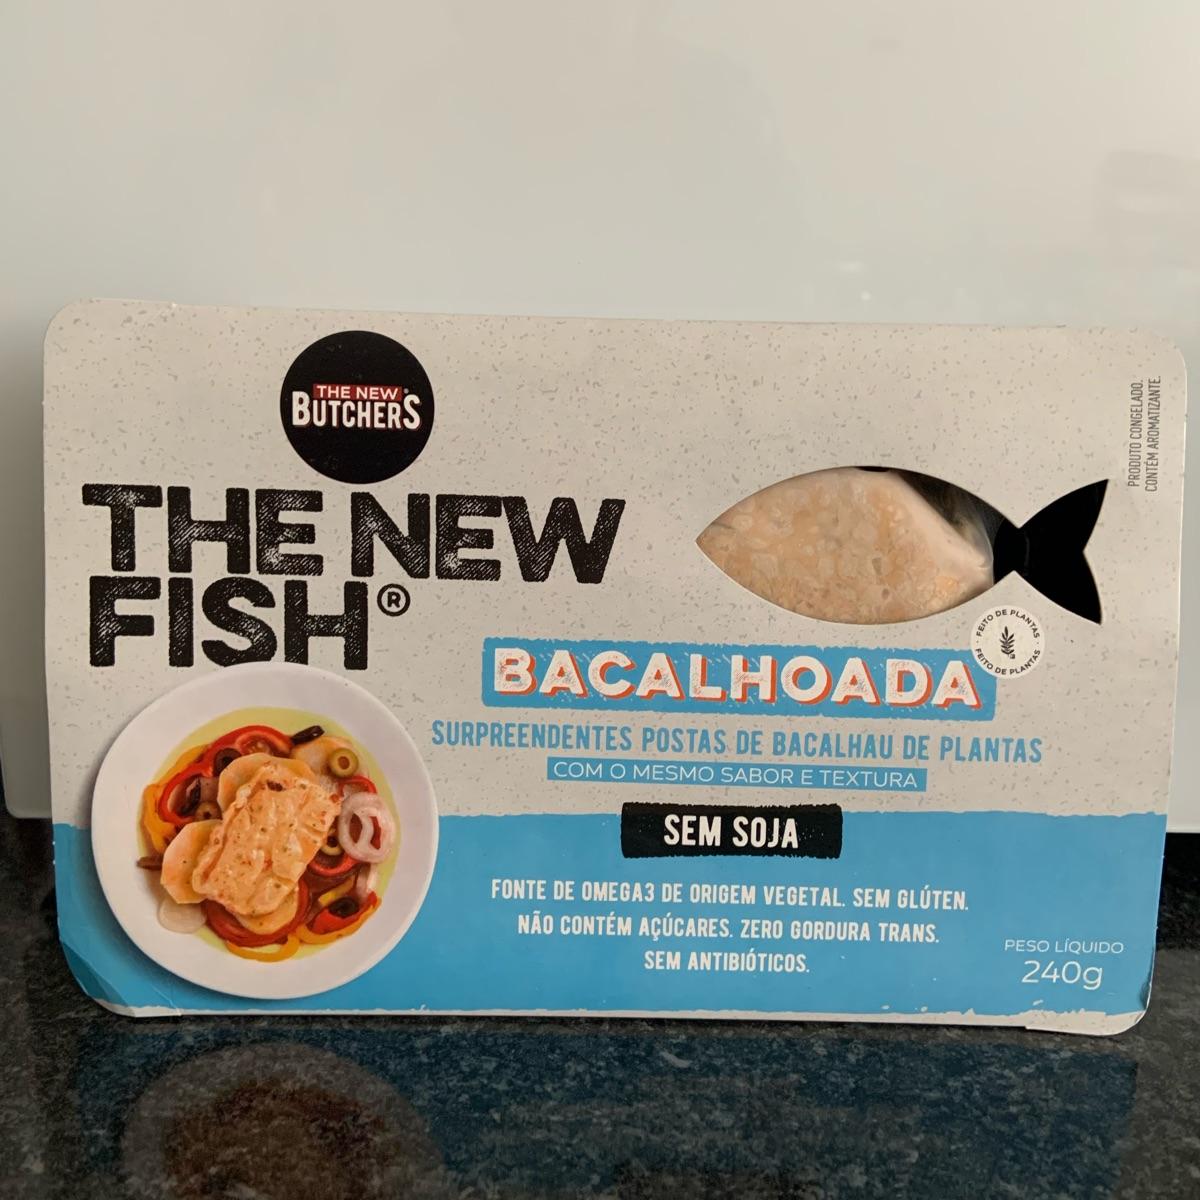 THE NEW
BUTCHERS
THE NEW
FISH®
PRODUTO CONGELADO.
CONTÉM AROMATIZANTE.
FEITO DE PLANTAS
FEITO DE PLANTAS
BACALHOADA
SURPREENDENTES POSTAS DE BACALHAU DE PLANTAS
COM O MESMO SABOR E TEXTURA
SEM SOJA
FONTE DE OMEGA3 DE ORIGEM VEGETAL. SEM GLÚTEN.
NÃO CONTÉM AÇÚCARES. ZERO GORDURA TRANS.
SEM ANTIBIÓTICOS.
PESO LÍQUIDO
240g